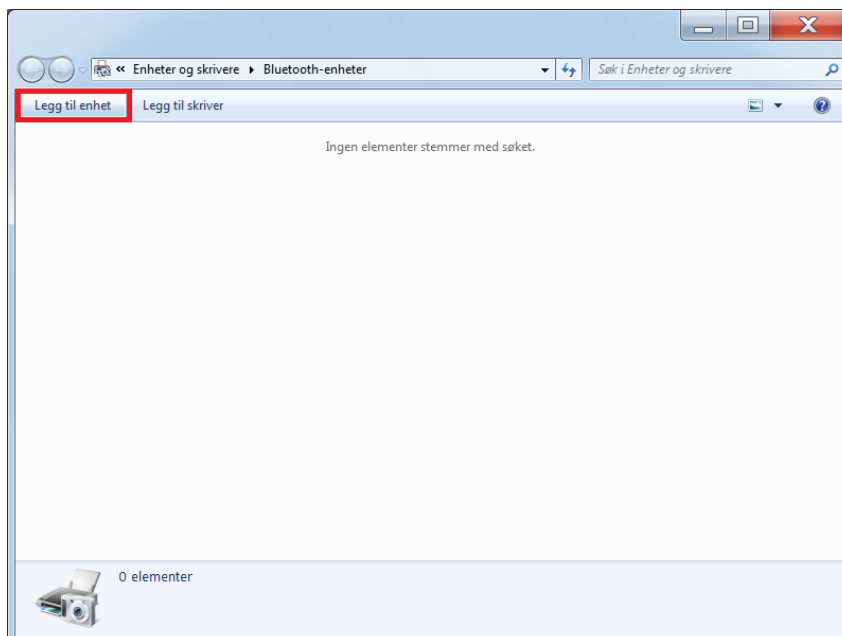 « Enheter og skrivere ▸ Bluetooth-enheter
Søk i Enheter og skrivere
Legg til enhet Legg til skriver
Ingen elementer stemmer med søket.
0 elementer